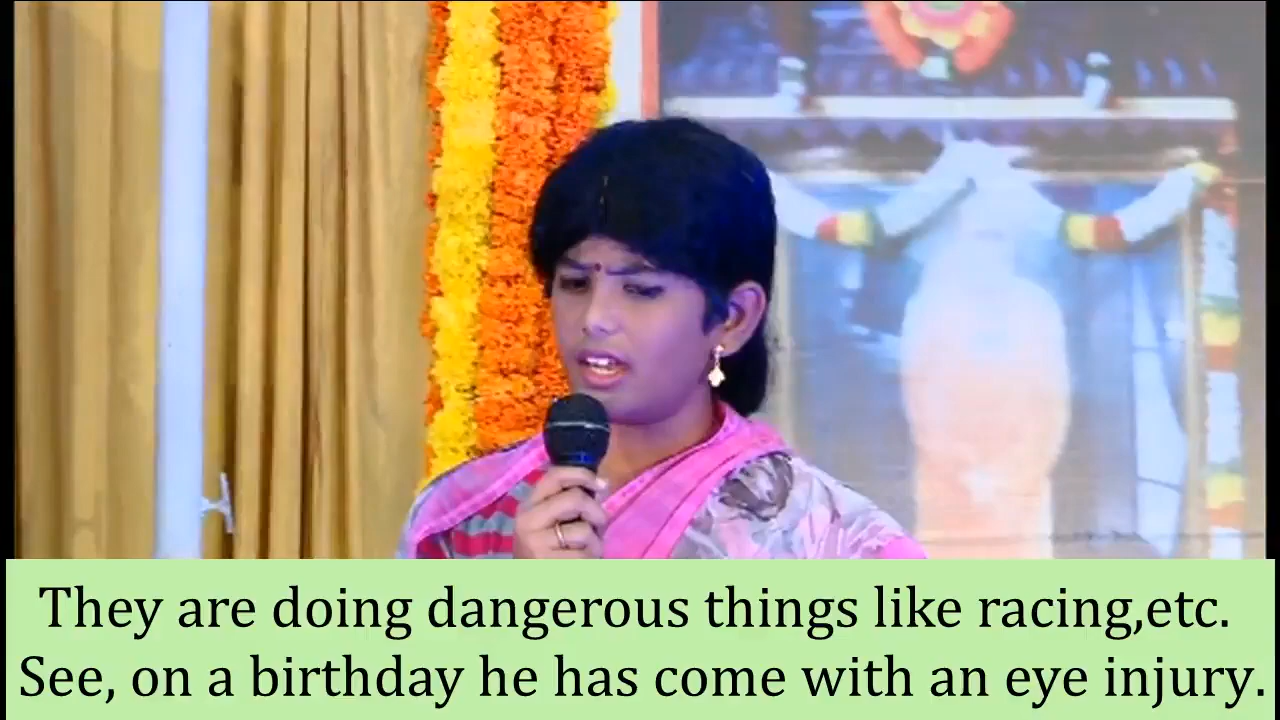 They are doing dangerous things like racing,etc.
See, on a birthday he has come with an eye injury.